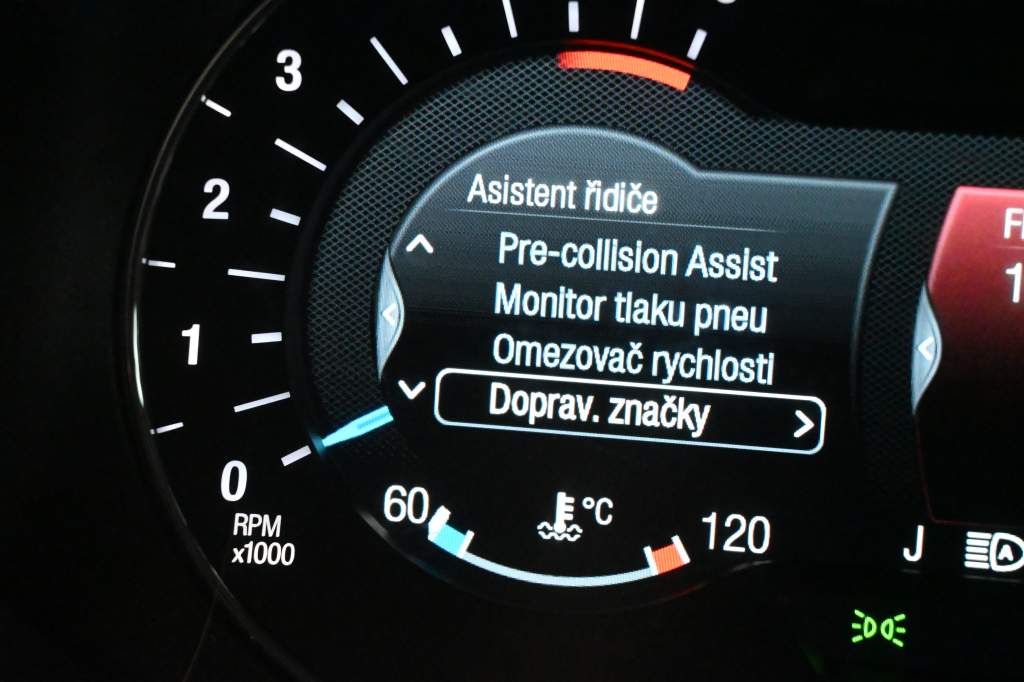 3
2
1
0
RPM
x1000
Asistent řidiče
Pre-collision Assist
Monitor tlaku pneu
Omezovač rychlosti
Doprav. značky
60
°C
120
J
A